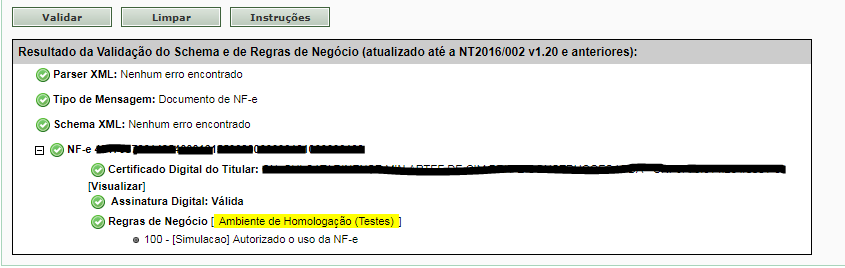 Validar Limpar Instruções
Resultado da Validação do Schema e de Regras de Negócio (atualizado até a NT2016/002 v1.20 e anteriores):
Parser XML: Nenhum erro encontrado
Tipo de Mensagem: Documento de NF-e
Schema XML: Nenhum erro encontrado
NF-e
Certificado Digital do Titular:
[Visualizar]
Assinatura Digital: Válida
Regras de Negócio [ Ambiente de Homologação (Testes) ]
100 - [Simulacao] Autorizado o uso da NF-e